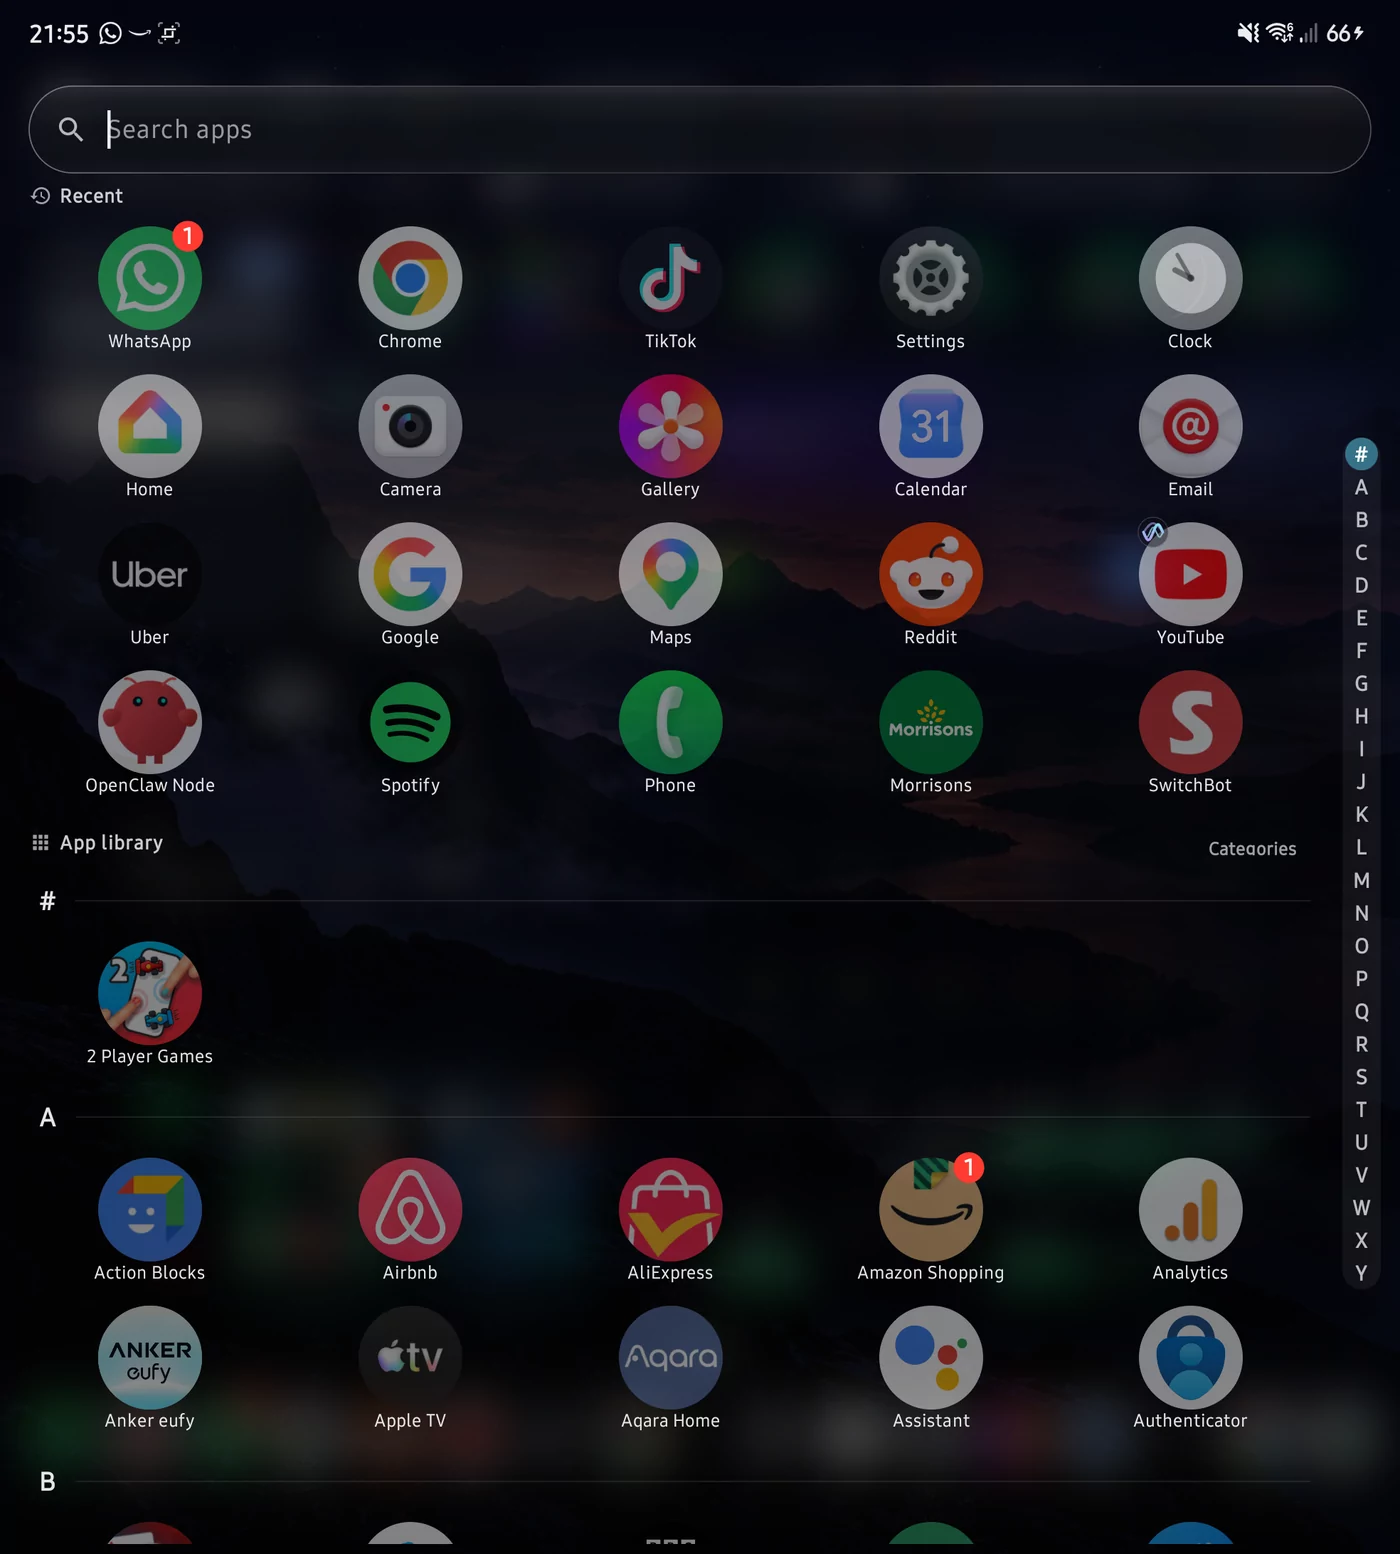 21:55
66
Search apps
Recent
1
WhatsApp
Chrome
TikTok
Settings
Clock
31
@
Home
Camera
Gallery
Calendar
Email
Uber
Uber
Google
Maps
Reddit
YouTube
Morrisons
S
OpenClaw Node
Spotify
Phone
Morrisons
SwitchBot
App library
Categories
#
2
2 Player Games
A
1
Action Blocks
Airbnb
AliExpress
Amazon Shopping
Analytics
ANKER
eufy
tv
Aqara
Anker eufy
Apple TV
Aqara Home
Assistant
Authenticator
B
#
A
B
C
D
E
F
G
H
I
J
K
L
M
N
O
P
Q
R
S
T
U
V
W
X
Y